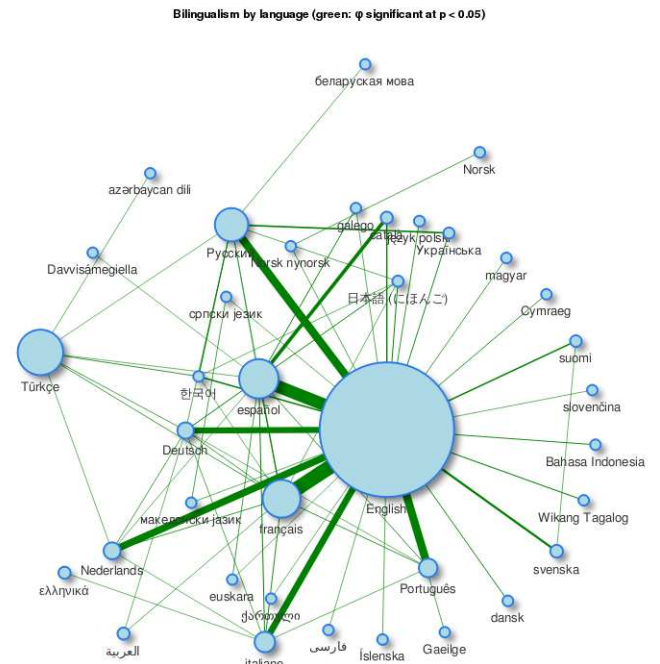 Bilingualism by language (green: φ significant at p < 0.05)
беларуская мова
Norsk
azərbaycan dili
galego
català
język polski
Українська
Русский
Norsk nynorsk
Davvisámegiella
magyar
日本語 (にほんご)
Cymraeg
српски језик
suomi
Türkçe
한국어
español
slovenčina
Deutsch
Bahasa Indonesia
English
Wikang Tagalog
македонски јазик
français
Nederlands
svenska
ελληνικά
euskara
Português
ქართული
dansk
العربية
فارسی
Íslenska
Gaeilge
italiano